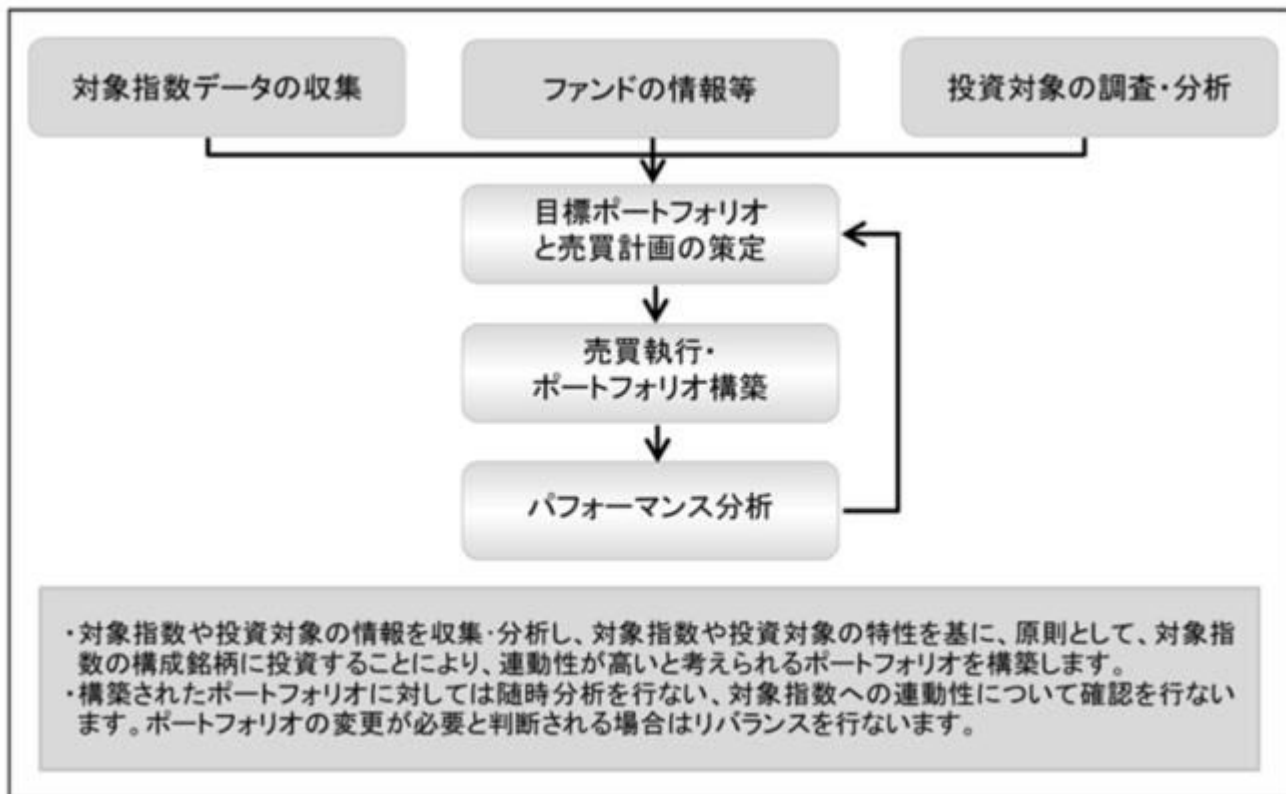 対象指数データの収集
ファンドの情報等
投資対象の調査・分析
目標ポートフォリオ
と売買計画の策定
売買執行・
ポートフォリオ構築
パフォーマンス分析
・対象指数や投資対象の情報を収集・分析し、対象指数や投資対象の特性を基に、原則として、対象指
数の構成銘柄に投資することにより、連動性が高いと考えられるポートフォリオを構築します。
・構築されたポートフォリオに対しては随時分析を行ない、対象指数への連動性について確認を行ない
ます。ポートフォリオの変更が必要と判断される場合はリバランスを行ないます。